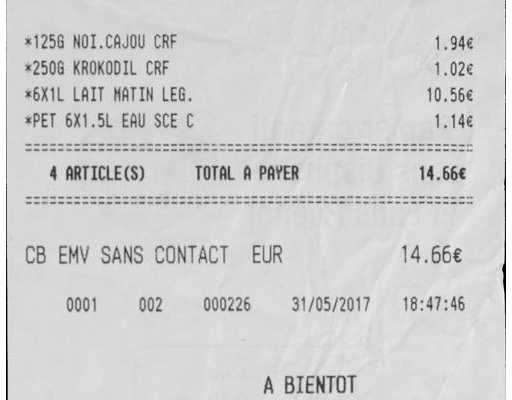 *125G NOI.CAJOU CRF 1.94€
*250G KROKODIL CRF 1.02€
*6X1L LAIT MATIN LEG. 10.56€
*PET 6X1.5L EAU SCE C 1.14€
==========================================
4 ARTICLE(S) TOTAL A PAYER 14.66€
==========================================
CB EMV SANS CONTACT EUR 14.66€
0001 002 000226 31/05/2017 18:47:46
A BIENTOT